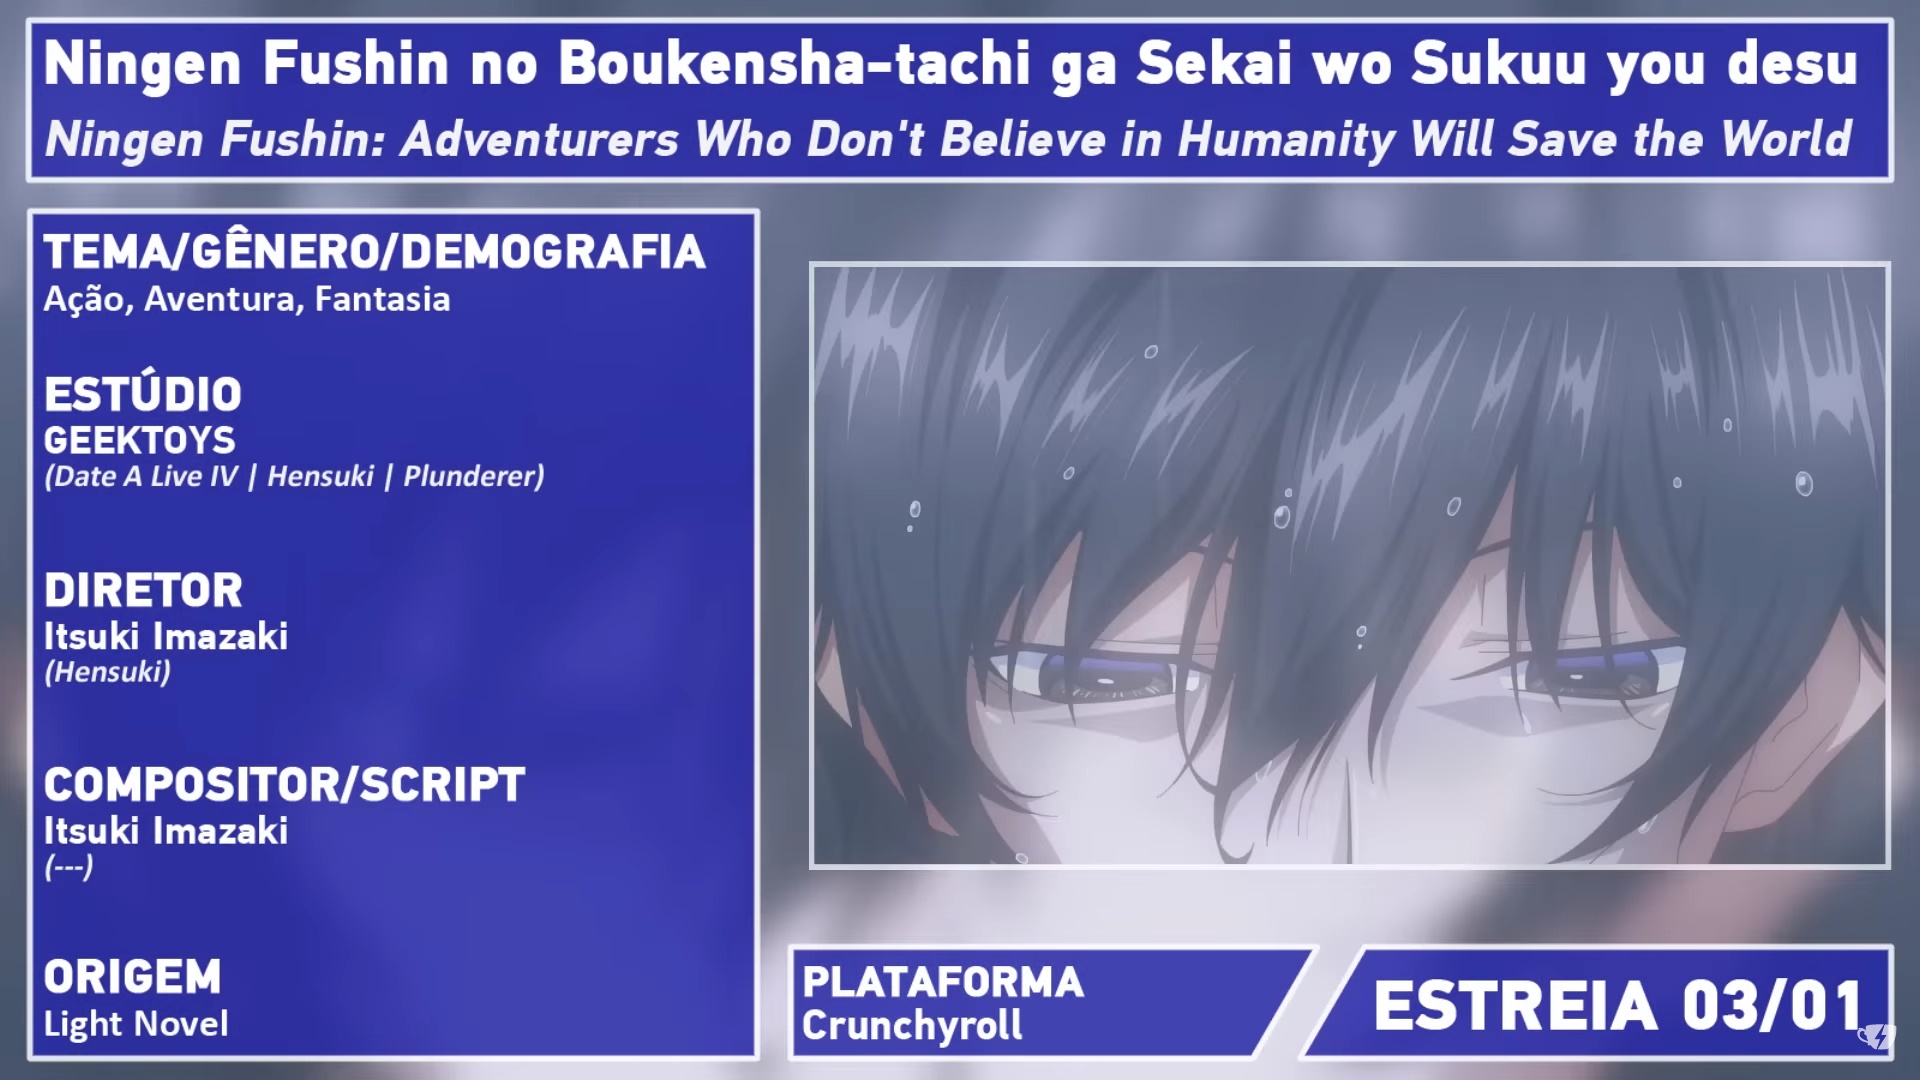 Ningen Fushin no Boukensha-tachi ga Sekai wo Sukuu you desu
Ningen Fushin: Adventurers Who Don't Believe in Humanity Will Save the World
TEMA/GÊNERO/DEMOGRAFIA
Ação, Aventura, Fantasia
ESTÚDIO
GEEKTOYS
(Date A Live IV | Hensuki | Plunderer)
DIRETOR
Itsuki Imazaki
(Hensuki)
COMPOSITOR/SCRIPT
Itsuki Imazaki
(---)
ORIGEM
Light Novel
PLATAFORMA
Crunchyroll
ESTREIA 03/01